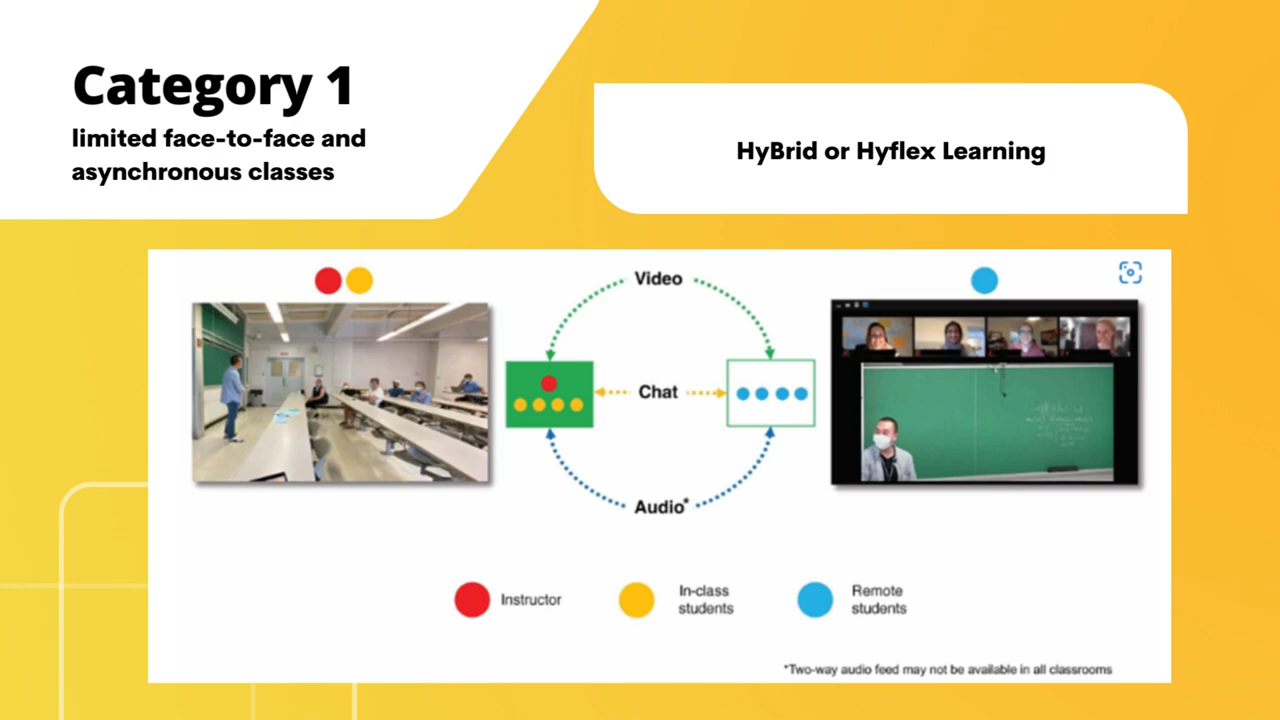 Category 1
limited face-to-face and
asynchronous classes
HyBrid or Hyflex Learning
Video
Chat
Audio*
Instructor
In-class
students
Remote
students
*Two-way audio feed may not be available in all classrooms